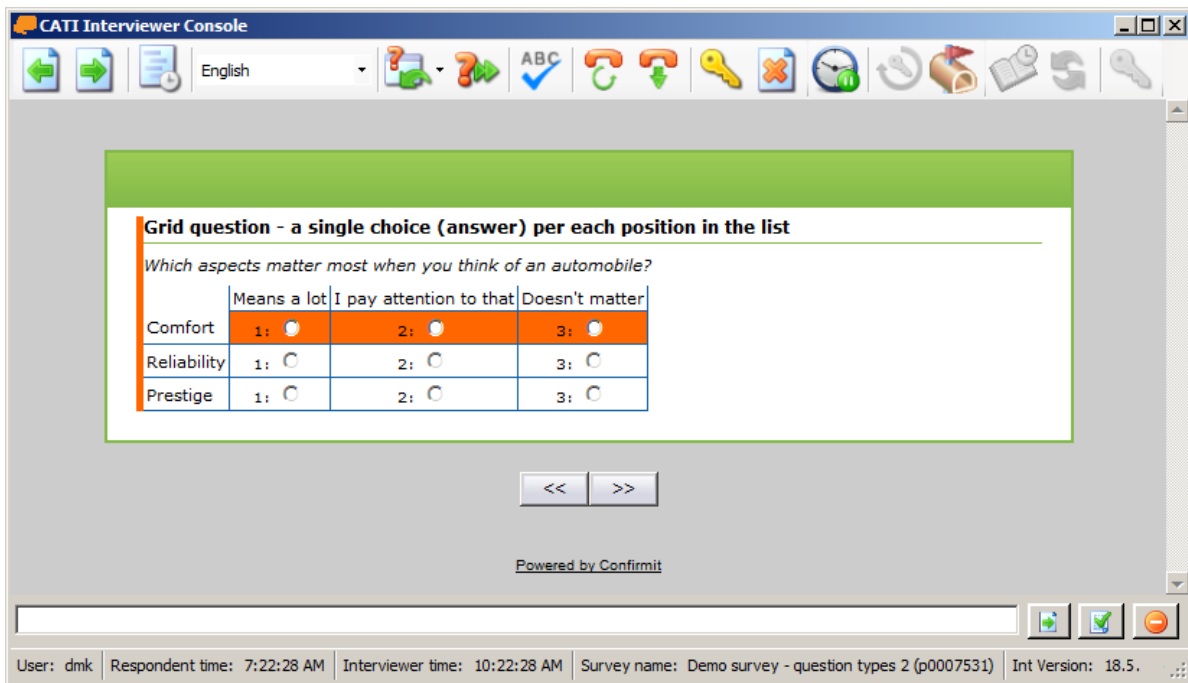 CATI Interviewer Console
English
ABC
Grid question - a single choice (answer) per each position in the list
Which aspects matter most when you think of an automobile?
Means a lot I pay attention to that Doesn't matter
Comfort 1: 2: 3:
Reliability 1: 2: 3:
Prestige 1: 2: 3:
<< >>
Powered by Confirmit
User: dmk Respondent time: 7:22:28 AM Interviewer time: 10:22:28 AM Survey name: Demo survey - question types 2 (p0007531) Int Version: 18.5.